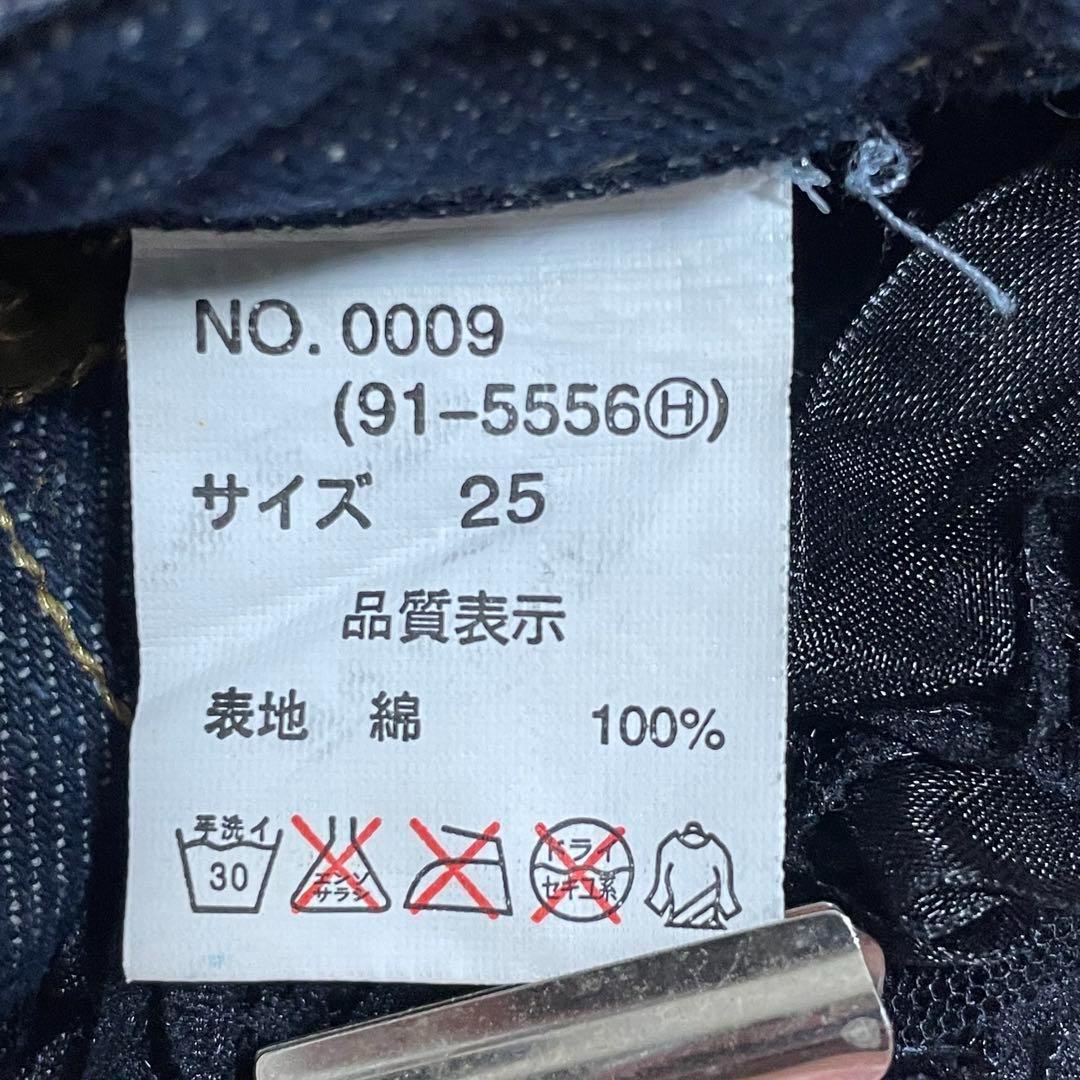 NO. 0009
(91-5556Ⓗ)
サイズ 25
品質表示
表地 綿 100%
手洗イ 30
エンソサラシ
ドライ セキユ系